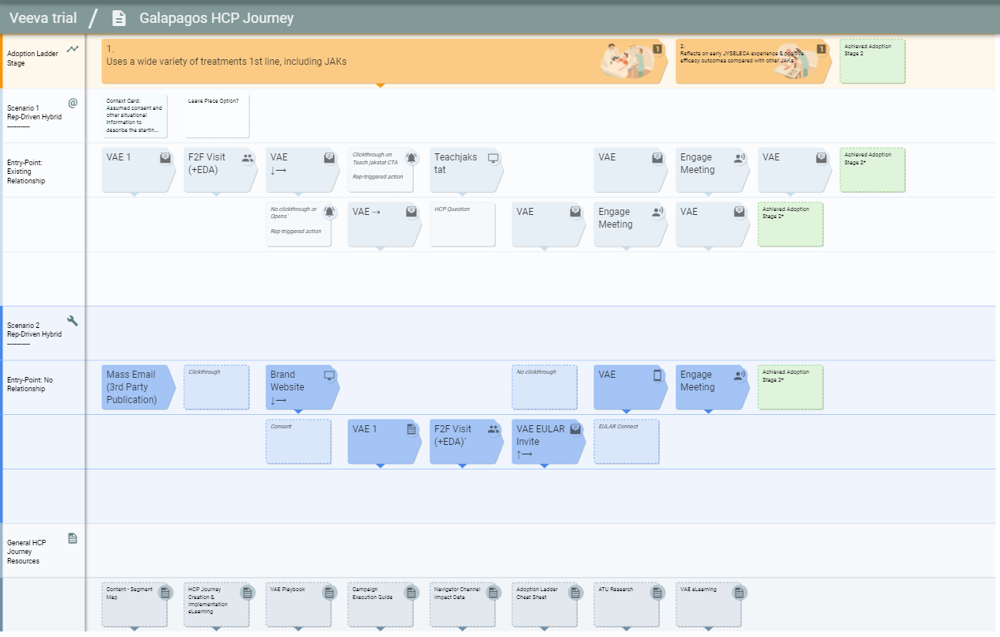 Veeva trial / Galapagos HCP Journey
Adoption Ladder
Stage
1.
Uses a wide variety of treatments 1st line, including JAKs
1
2.
Reflects on early JYSELECA experience & positive
efficacy outcomes compared with other JAKs
1
Achieved Adoption
Stage 2
Scenario 1
Rep-Driven Hybrid
------------
@
Context Card:
Assumed consent and
other situational
information to
describe the startin...
Leave Piece Option?
Entry-Point:
Existing
Relationship
VAE 1
F2F Visit
(+EDA)
VAE
↓→
Clickthrough on
Teach jakstat CTA
Rep-triggered action
Teachjaks
tat
VAE
Engage
Meeting
VAE
Achieved Adoption
Stage 2*
No clickthrough or
Opens`
Rep-triggered action
VAE ⇢
HCP Question
VAE
Engage
Meeting
VAE
Achieved Adoption
Stage 2*
Scenario 2
Rep-Driven Hybrid
------------
Entry-Point: No
Relationship
Mass Email
(3rd Party
Publication)
Clickthrough
Brand
Website
↓→
No clickthrough
VAE
Engage
Meeting
Achieved Adoption
Stage 2*
Consent
VAE 1
F2F Visit
(+EDA)`
VAE EULAR
Invite
↑→
EULAR Connect
General HCP
Journey
Resources
Content - Segment
Map
HCP Journey
Creation &
Implementation
eLearning
VAE Playbook
Campaign
Execution Guide
Navigator Channel
Impact Data
Adoption Ladder
Cheat Sheet
ATU Research
VAE eLearning